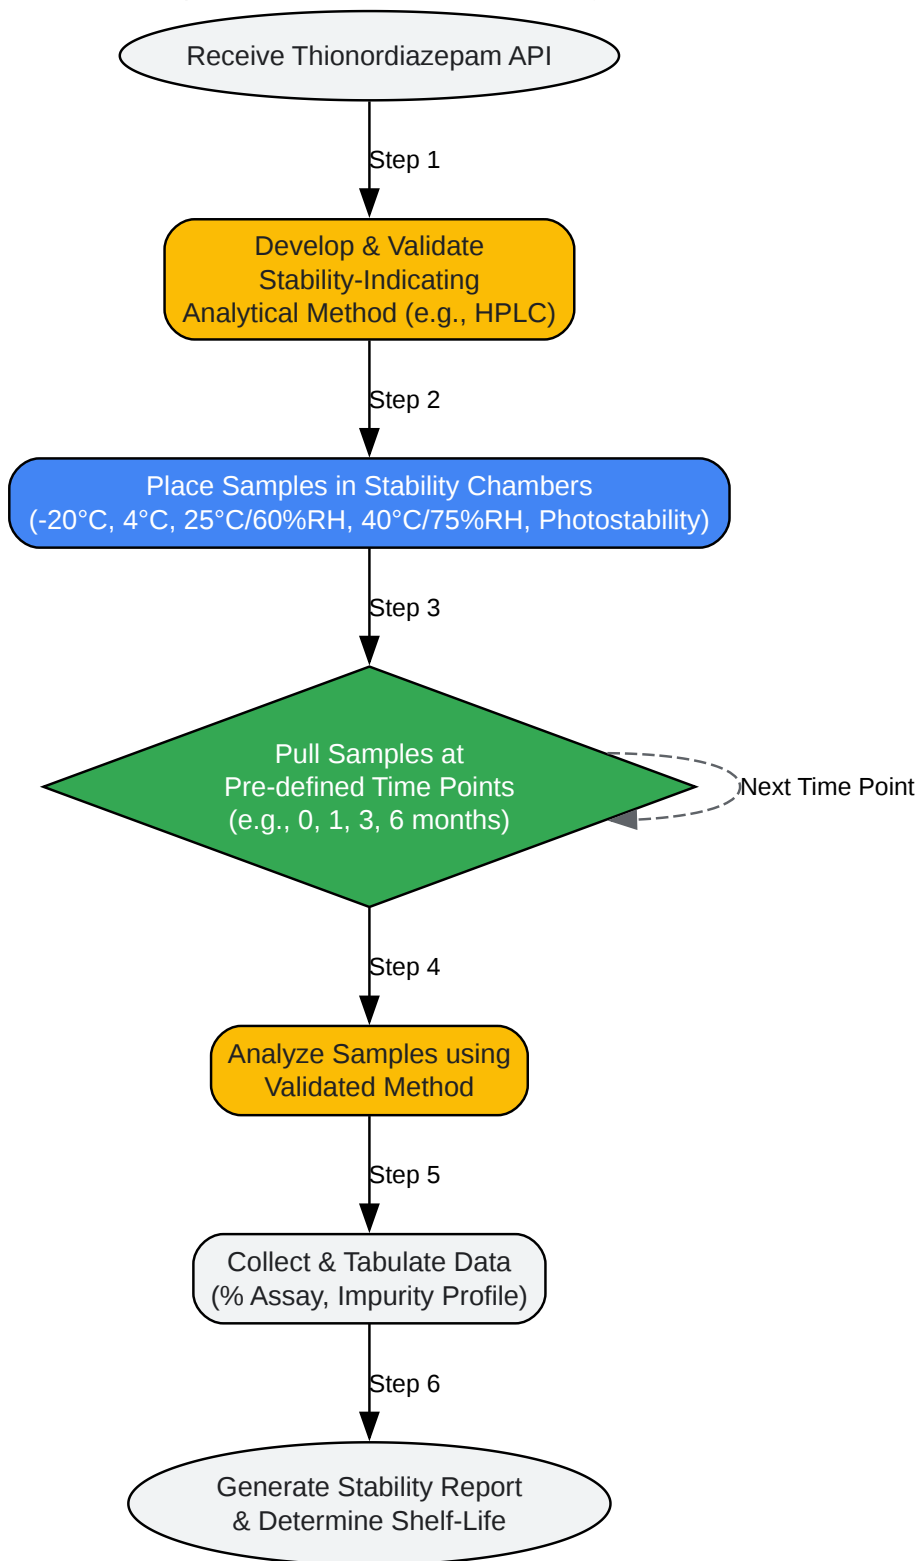 Receive Thionordiazepam API
Step 1
Develop & Validate
Stability-Indicating
Analytical Method (e.g., HPLC)
Step 2
Place Samples in Stability Chambers
(-20°C, 4°C, 25°C/60%RH, 40°C/75%RH, Photostability)
Step 3
Pull Samples at
Pre-defined Time Points
(e.g., 0, 1, 3, 6 months)
Next Time Point
Step 4
Analyze Samples using
Validated Method
Step 5
Collect & Tabulate Data
(% Assay, Impurity Profile)
Step 6
Generate Stability Report
& Determine Shelf-Life